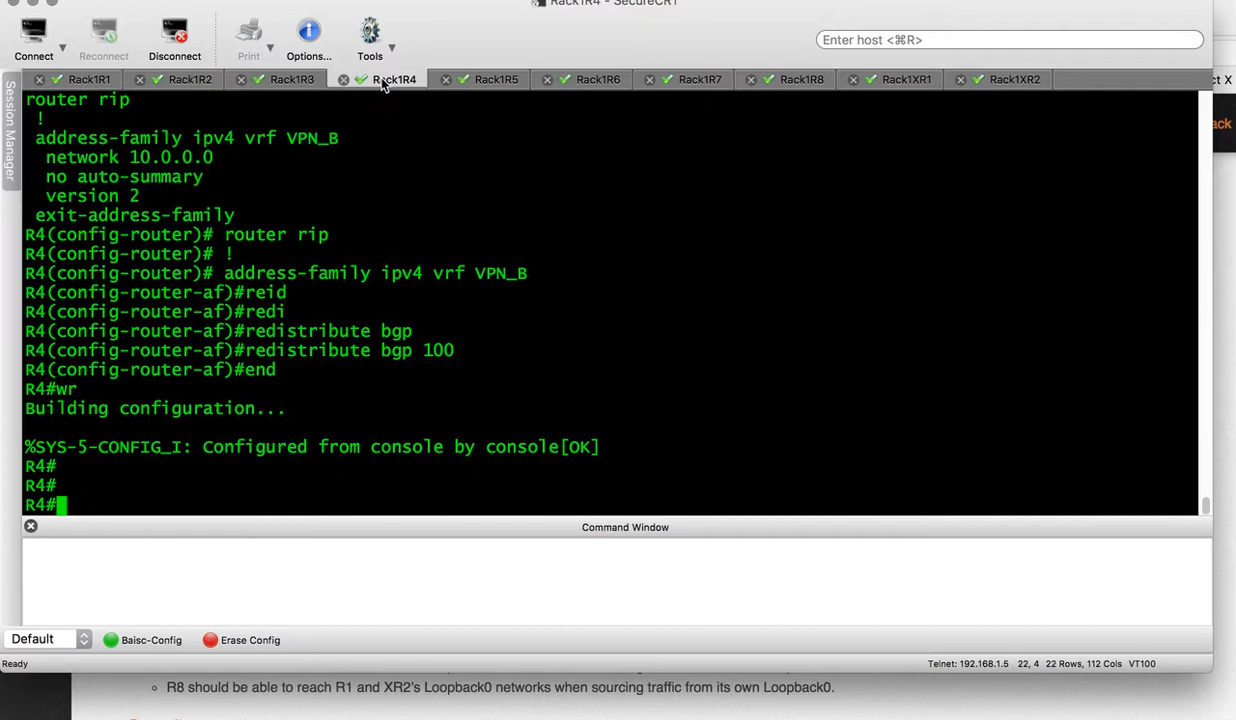 Rack1R4 - SecureCRT
Connect Reconnect Disconnect Print Options... Tools
Enter host <⌘R>
Rack1R1 Rack1R2 Rack1R3 Rack1R4 Rack1R5 Rack1R6 Rack1R7 Rack1R8 Rack1XR1 Rack1XR2
ct X
ack
Session Manager
router rip
!
address-family ipv4 vrf VPN_B
network 10.0.0.0
no auto-summary
version 2
exit-address-family
R4(config-router)# router rip
R4(config-router)# !
R4(config-router)# address-family ipv4 vrf VPN_B
R4(config-router-af)#reid
R4(config-router-af)#redi
R4(config-router-af)#redistribute bgp
R4(config-router-af)#redistribute bgp 100
R4(config-router-af)#end
R4#wr
Building configuration...
%SYS-5-CONFIG_I: Configured from console by console[OK]
R4#
R4#
R4#
Command Window
Default Baisc-Config Erase Config
Ready Telnet: 192.168.1.5 22, 4 22 Rows, 112 Cols VT100
R8 should be able to reach R1 and XR2's Loopback0 networks when sourcing traffic from its own Loopback0.